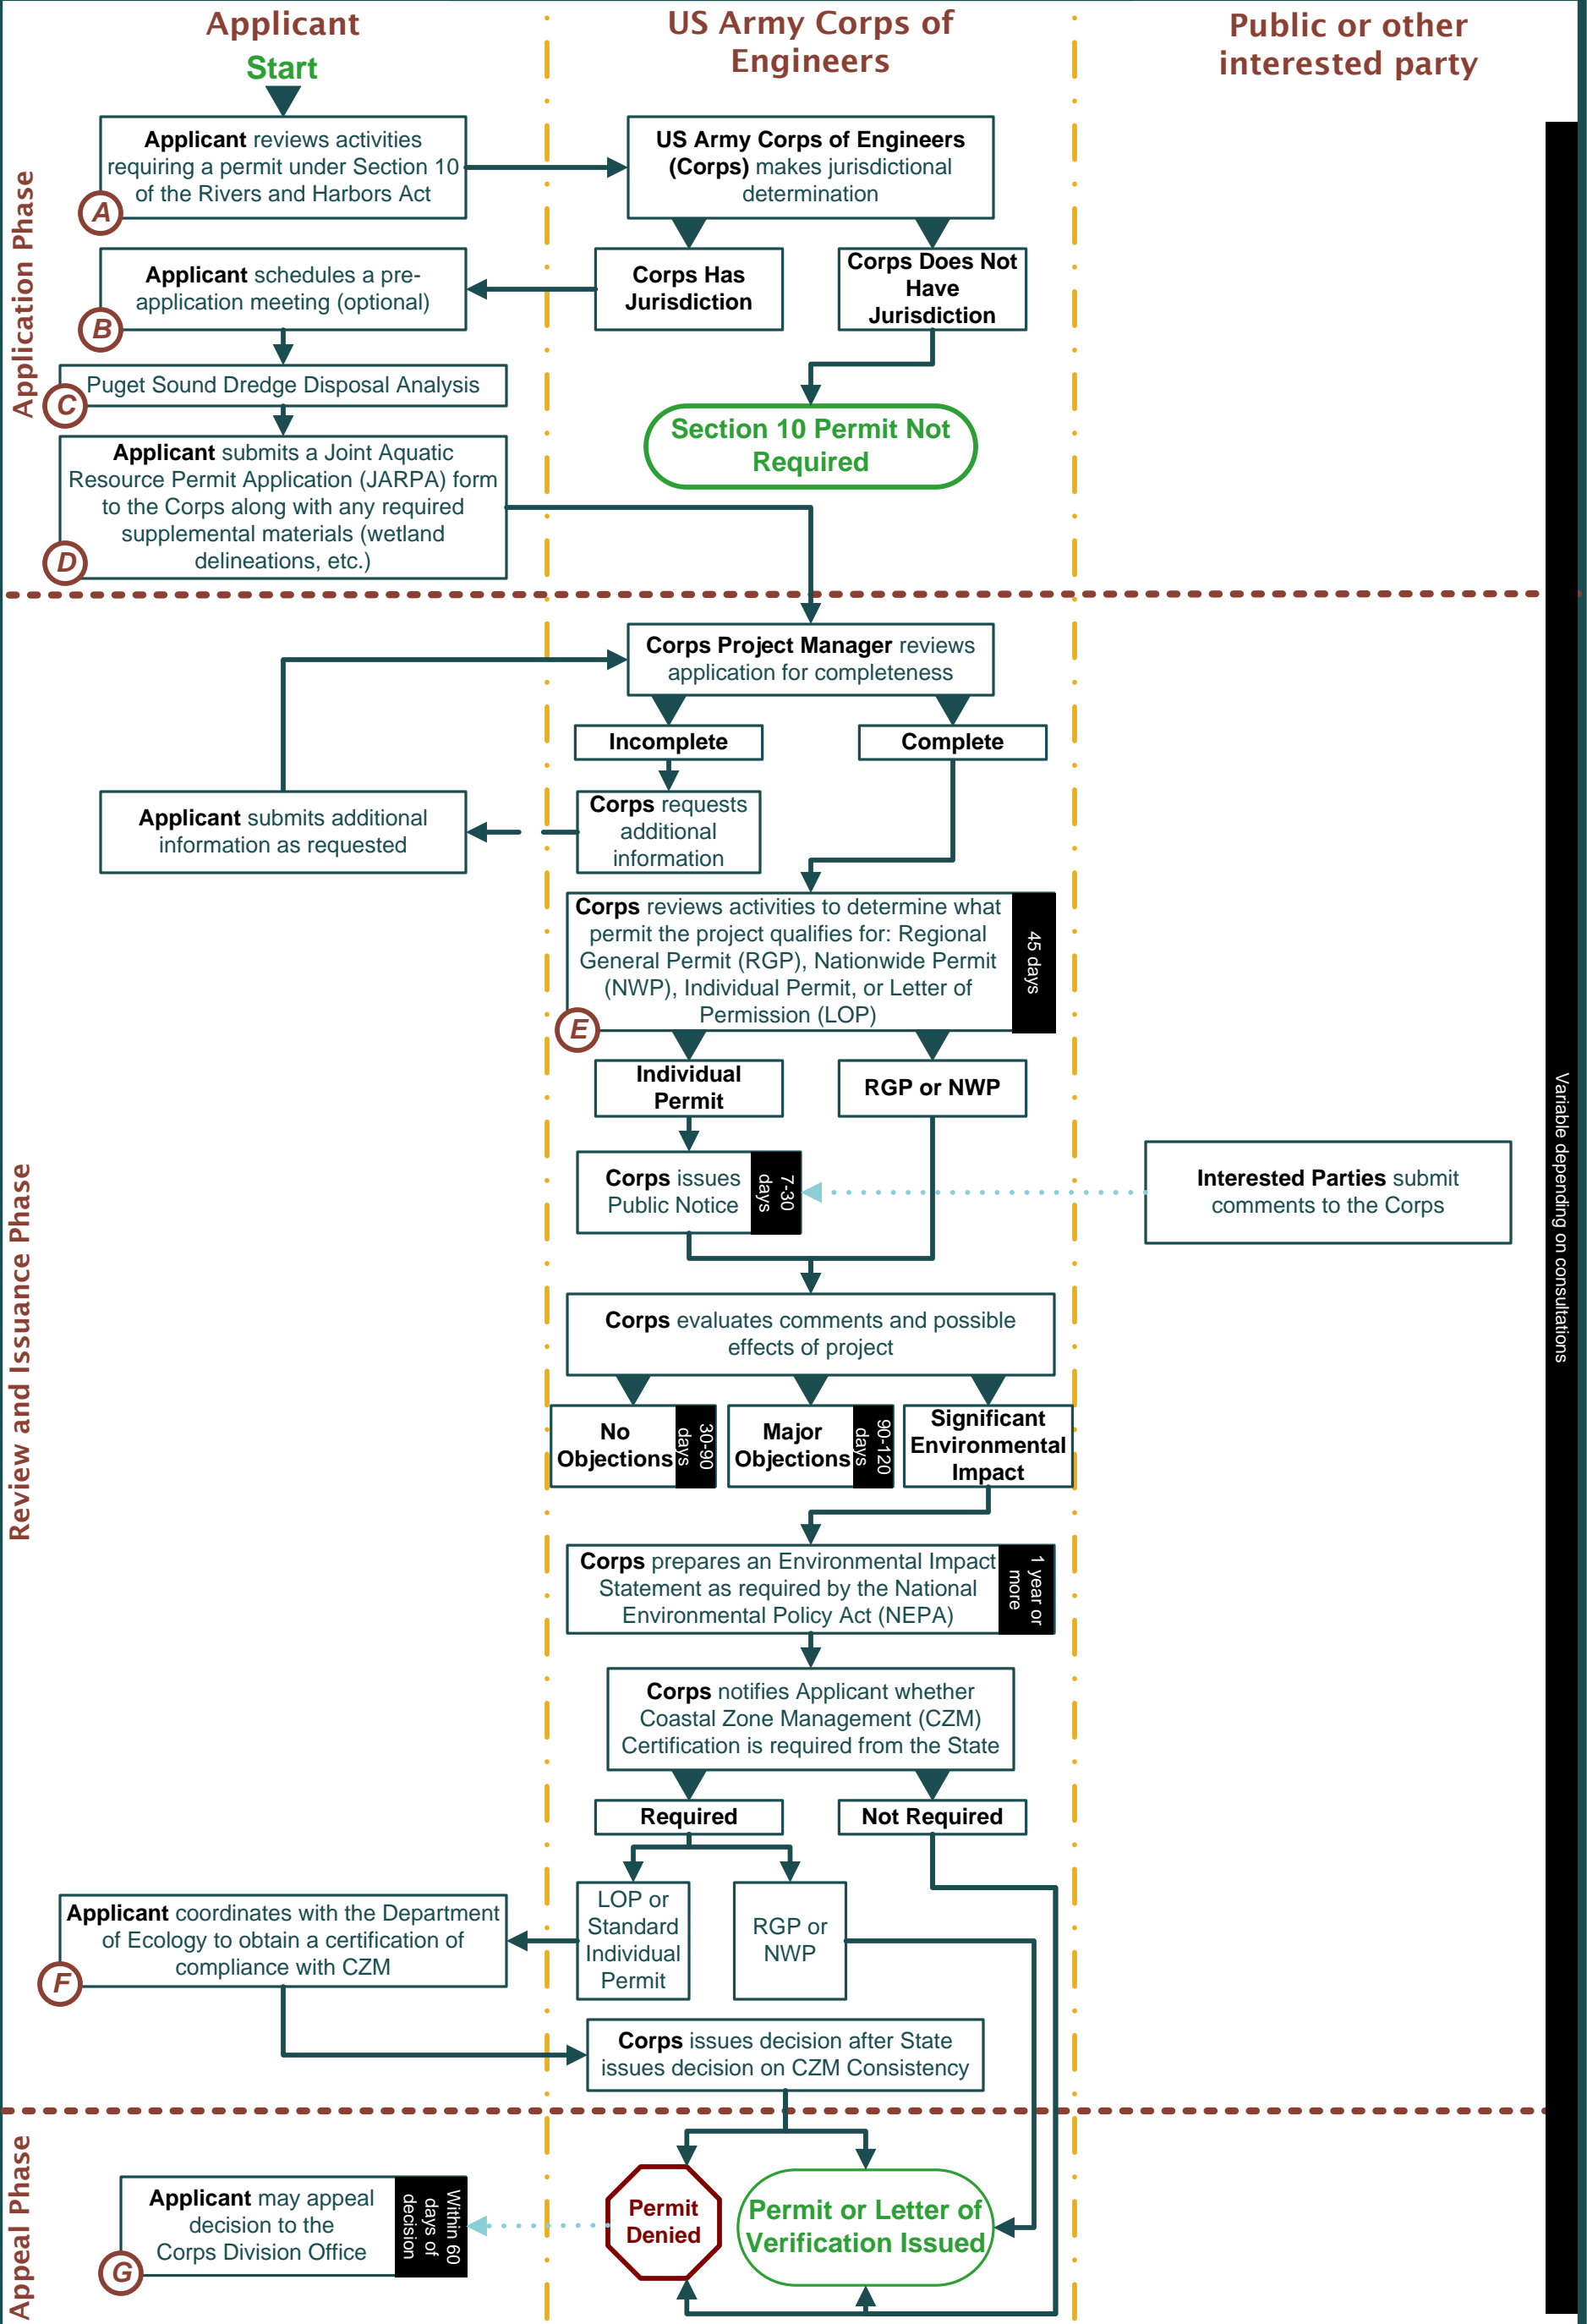 Applicant
US Army Corps of
Engineers
Public or other
interested party
Start
Application Phase
Applicant reviews activities
requiring a permit under Section 10
of the Rivers and Harbors Act
A
US Army Corps of Engineers
(Corps) makes jurisdictional
determination
Applicant schedules a pre-
application meeting (optional)
B
Corps Has
Jurisdiction
Corps Does Not
Have
Jurisdiction
Puget Sound Dredge Disposal Analysis
C
Section 10 Permit Not
Required
Applicant submits a Joint Aquatic
Resource Permit Application (JARPA) form
to the Corps along with any required
supplemental materials (wetland
delineations, etc.)
D
Review and Issuance Phase
Corps Project Manager reviews
application for completeness
Incomplete
Complete
Applicant submits additional
information as requested
Corps requests
additional
information
Corps reviews activities to determine what
permit the project qualifies for: Regional
General Permit (RGP), Nationwide Permit
(NWP), Individual Permit, or Letter of
Permission (LOP)
45 days
E
Individual
Permit
RGP or NWP
Corps issues
Public Notice
7-30
days
Interested Parties submit
comments to the Corps
Variable depending on consultations
Corps evaluates comments and possible
effects of project
No
Objections
30-90
days
Major
Objections
90-120
days
Significant
Environmental
Impact
Corps prepares an Environmental Impact
Statement as required by the National
Environmental Policy Act (NEPA)
1 year or
more
Corps notifies Applicant whether
Coastal Zone Management (CZM)
Certification is required from the State
Required
Not Required
Applicant coordinates with the Department
of Ecology to obtain a certification of
compliance with CZM
F
LOP or
Standard
Individual
Permit
RGP or
NWP
Corps issues decision after State
issues decision on CZM Consistency
Appeal Phase
Applicant may appeal
decision to the
Corps Division Office
Within 60
days of
decision
G
Permit
Denied
Permit or Letter of
Verification Issued